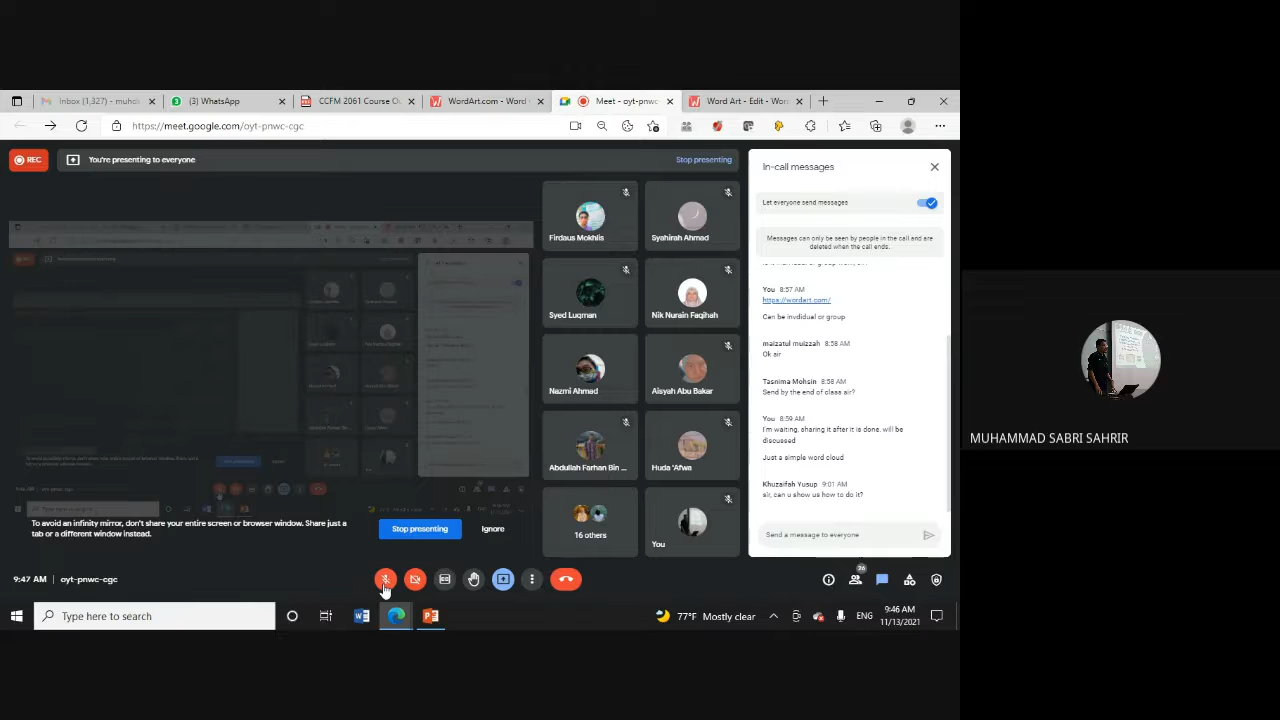 Inbox (1,327) - muhd
(3) WhatsApp
CCFM 2061 Course Ou
WordArt.com - Word
Meet - oyt-pnwc-
Word Art - Edit - Wor
https://meet.google.com/oyt-pnwc-cgc
REC
You're presenting to everyone
Stop presenting
In-call messages
Let everyone send messages
Messages can only be seen by people in the call and are
deleted when the call ends.
You 8:57 AM
https://wordart.com/
Can be invdidual or group
maizatul muizzah 8:58 AM
Ok sir
Tasnima Mohsin 8:58 AM
Send by the end of class sir?
You 8:59 AM
I'm waiting, sharing it after it is done. will be
discussed
Just a simple word cloud
Khuzaifah Yusup 9:01 AM
sir, can u show us how to do it?
Send a message to everyone
Firdaus Mokhlis
Syahirah Ahmad
Syed Luqman
Nik Nurain Faqihah
Nazmi Ahmad
Aisyah Abu Bakar
Abdullah Farhan Bin ...
Huda 'Afwa
16 others
You
To avoid an infinity mirror, don't share your entire screen or browser window. Share just a
tab or a different window instead.
Stop presenting
Ignore
9:47 AM | oyt-pnwc-cgc
26
Type here to search
77°F Mostly clear
ENG
9:46 AM
11/13/2021
MUHAMMAD SABRI SAHRIR